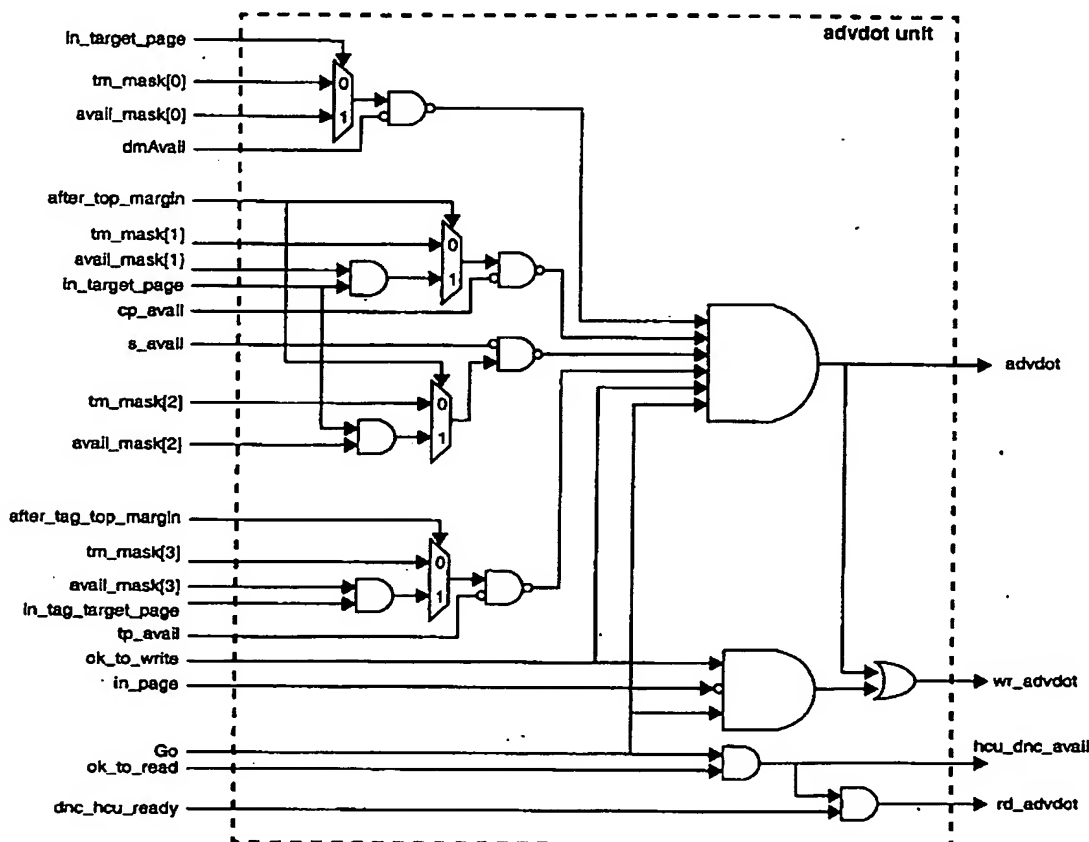 advdot unit
in_target_page
tm_mask[0]
0
avail_mask[0]
1
dmAvail
after_top_margin
tm_mask[1]
0
avail_mask[1]
1
in_target_page
cp_avail
s_avail
tm_mask[2]
0
1
avail_mask[2]
advdot
after_tag_top_margin
tm_mask[3]
0
avail_mask[3]
1
in_tag_target_page
tp_avail
ok_to_write
in_page
wr_advdot
Go
hcu_dnc_avail
ok_to_read
dnc_hcu_ready
rd_advdot